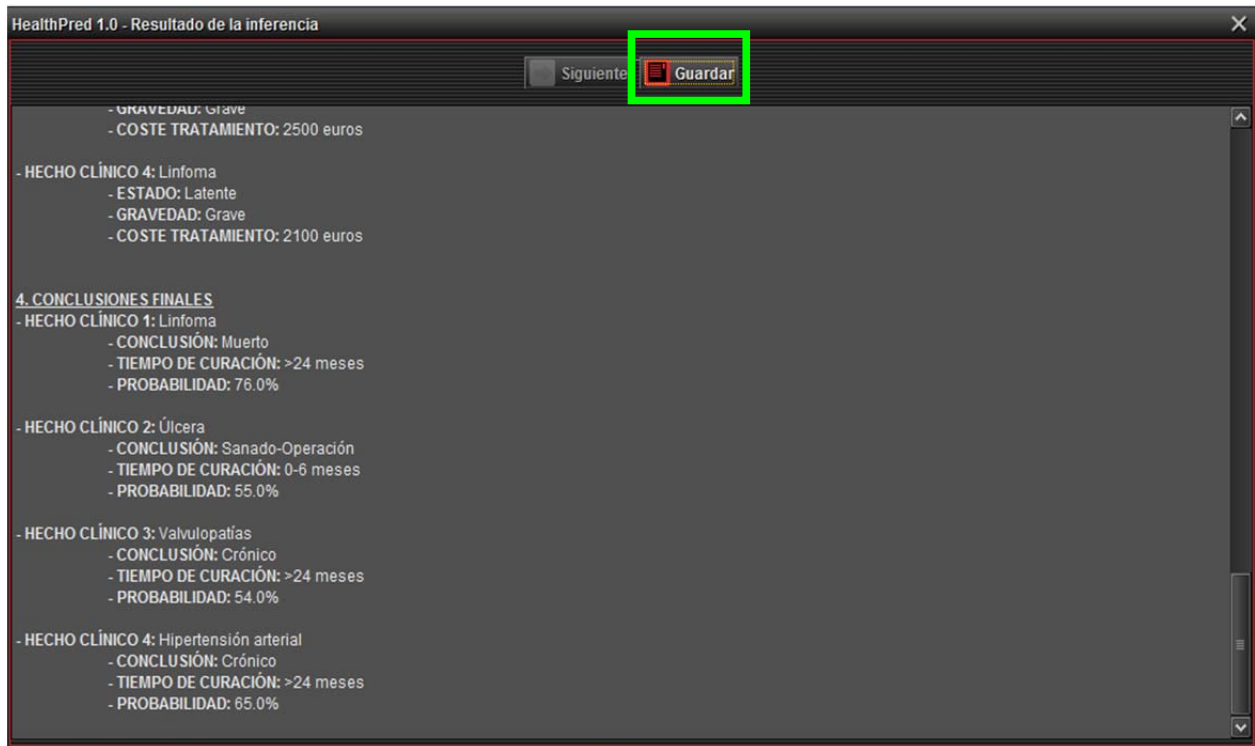 HealthPred 1.0 - Resultado de la inferencia
Siguiente Guardar
- GRAVEDAD: Grave
- COSTE TRATAMIENTO: 2500 euros
- HECHO CLÍNICO 4: Linfoma
- ESTADO: Latente
- GRAVEDAD: Grave
- COSTE TRATAMIENTO: 2100 euros
4. CONCLUSIONES FINALES
- HECHO CLÍNICO 1: Linfoma
- CONCLUSIÓN: Muerto
- TIEMPO DE CURACIÓN: >24 meses
- PROBABILIDAD: 76.0%
- HECHO CLÍNICO 2: Úlcera
- CONCLUSIÓN: Sanado-Operación
- TIEMPO DE CURACIÓN: 0-6 meses
- PROBABILIDAD: 55.0%
- HECHO CLÍNICO 3: Valvulopatías
- CONCLUSIÓN: Crónico
- TIEMPO DE CURACIÓN: >24 meses
- PROBABILIDAD: 54.0%
- HECHO CLÍNICO 4: Hipertensión arterial
- CONCLUSIÓN: Crónico
- TIEMPO DE CURACIÓN: >24 meses
- PROBABILIDAD: 65.0%